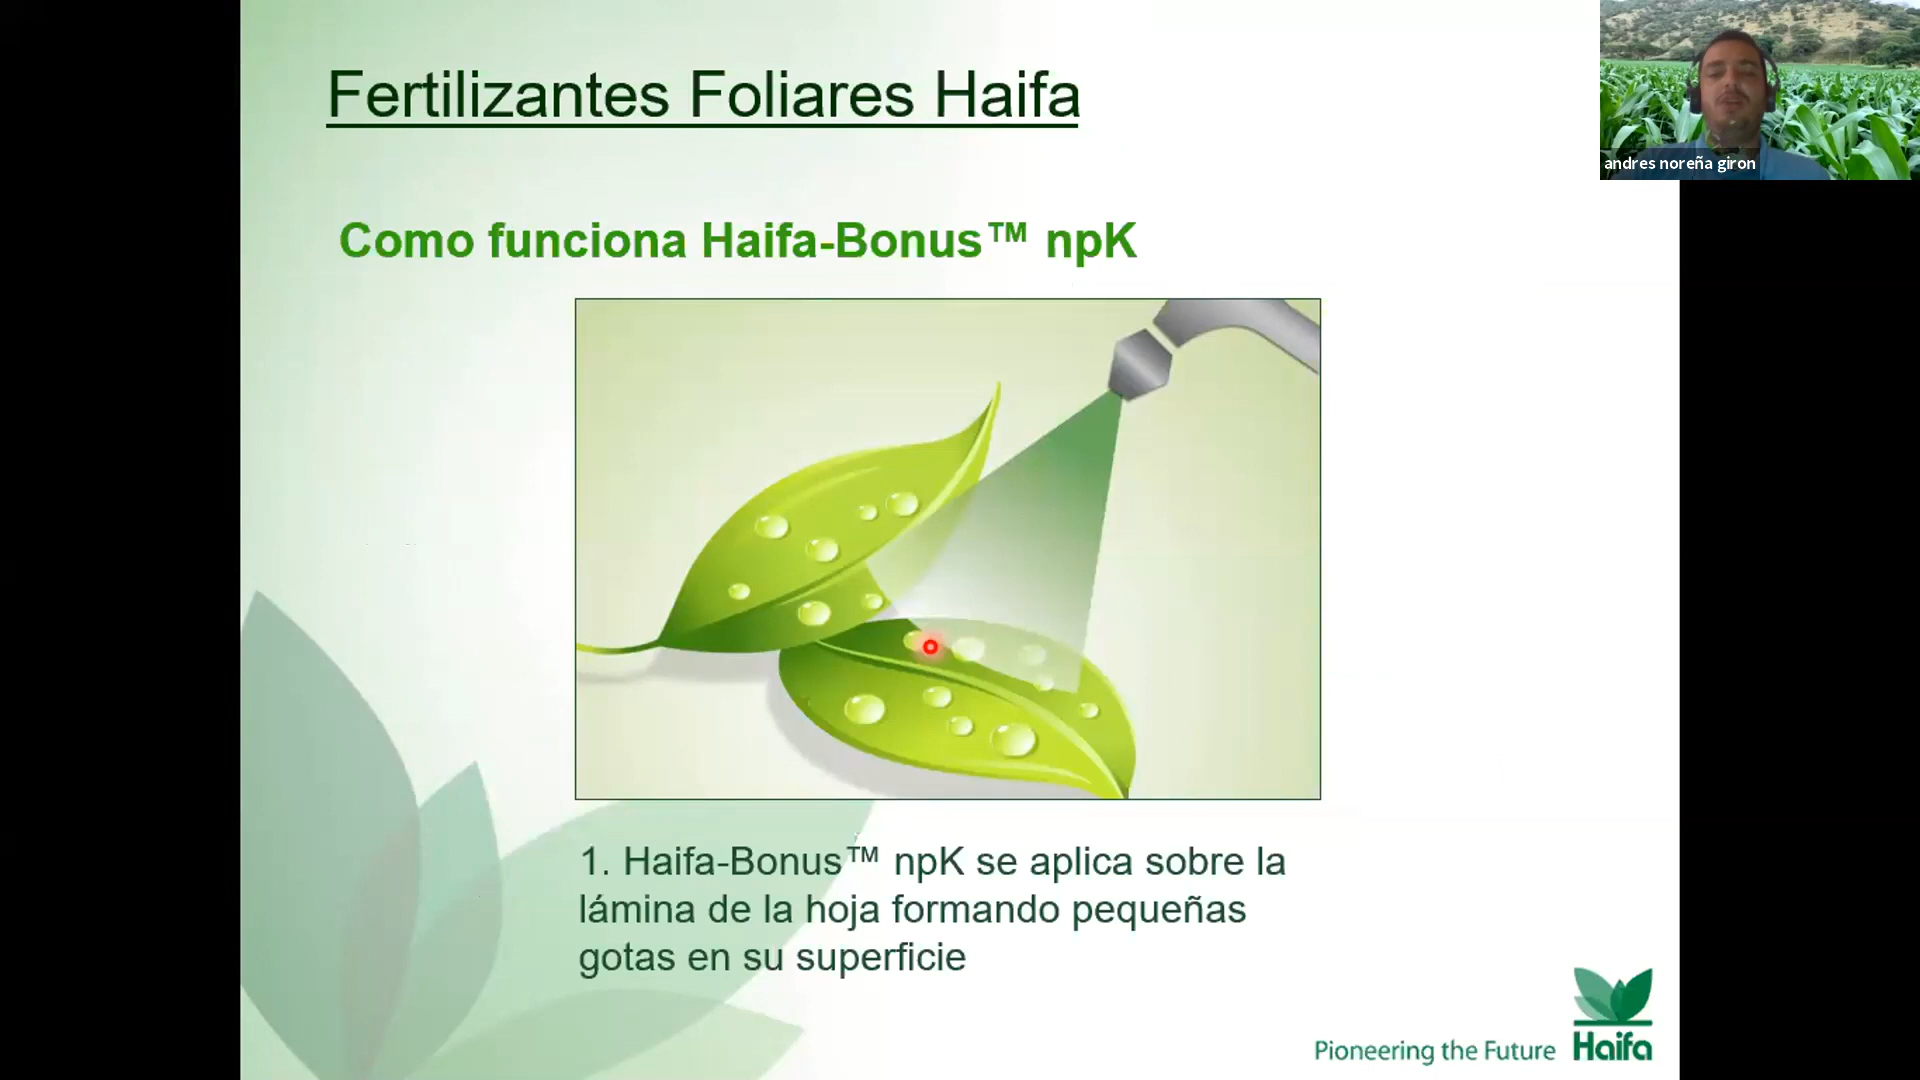 Fertilizantes Foliares Haifa
andres noreña giron
Como funciona Haifa-Bonus™ npK
1. Haifa-Bonus™ npK se aplica sobre la
lámina de la hoja formando pequeñas
gotas en su superficie
Pioneering the Future
Haifa